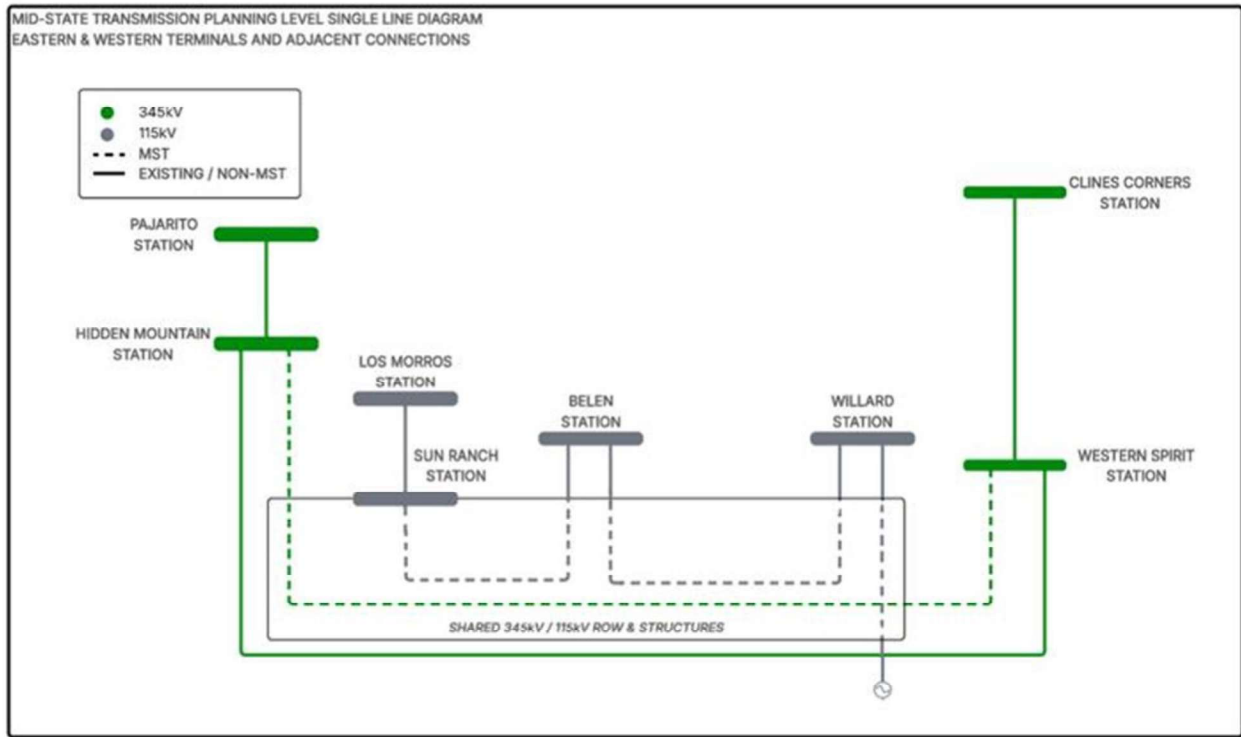 MID-STATE TRANSMISSION PLANNING LEVEL SINGLE LINE DIAGRAM
EASTERN & WESTERN TERMINALS AND ADJACENT CONNECTIONS
345kV
115kV
MST
EXISTING / NON-MST
CLINES CORNERS
STATION
PAJARITO
STATION
HIDDEN MOUNTAIN
STATION
LOS MORROS
STATION
BELEN
STATION
WILLARD
STATION
SUN RANCH
STATION
WESTERN SPIRIT
STATION
SHARED 345kV / 115kV ROW & STRUCTURES